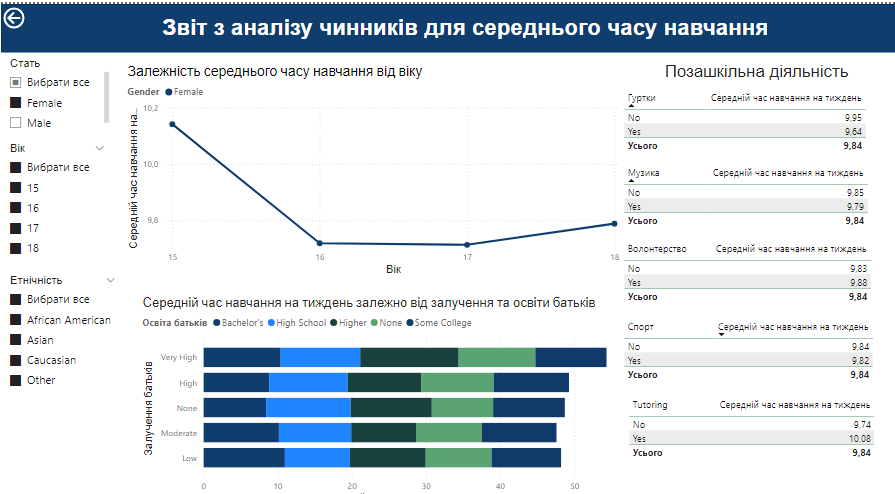 Звіт з аналізу чинників для середнього часу навчання
Стать
Вибрати все
Female
Male
Вік
Вибрати все
15
16
17
18
Етнічність
Вибрати все
African American
Asian
Caucasian
Other
Залежність середнього часу навчання від віку
Gender Female
Середній час навчання на...
10,2
10,0
9,8
15 16 17 18
Вік
Середній час навчання на тиждень залежно від залучення та освіти батьків
Освіта батьків Bachelor's High School Higher None Some College
Залучення батьків
Very High
High
None
Moderate
Low
0 10 20 30 40 50
Позашкільна діяльність
Гуртки Середній час навчання на тиждень
No 9,95
Yes 9,64
Усього 9,84
Музика Середній час навчання на тиждень
No 9,85
Yes 9,79
Усього 9,84
Волонтерство Середній час навчання на тиждень
No 9,83
Yes 9,88
Усього 9,84
Спорт Середній час навчання на тиждень
No 9,84
Yes 9,82
Усього 9,84
Tutoring Середній час навчання на тиждень
No 9,74
Yes 10,08
Усього 9,84